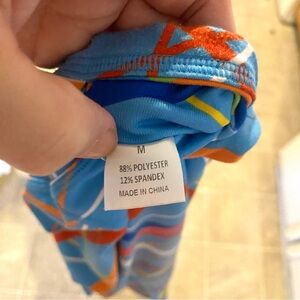 M
88% POLYESTER
12% SPANDEX
MADE IN CHINA